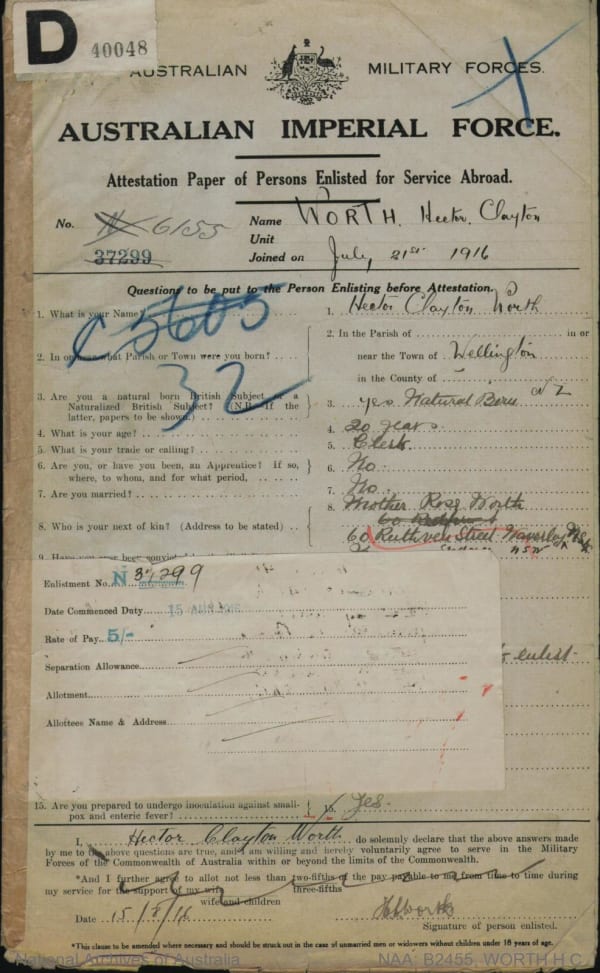 D
40048
AUSTRALIAN MILITARY FORCES.
AUSTRALIAN IMPERIAL FORCE.
Attestation Paper of Persons Enlisted for Service Abroad.
No. N 6155
37299
Name WORTH, Hector Clayton
Unit
Joined on July, 21st 1916
Questions to be put to the Person Enlisting before Attestation.
C 5605
32
1. What is your Name?
1. Hector Clayton Worth
2. In or near what Parish or Town were you born?
2. In the Parish of in or
near the Town of Wellington
in the County of
N Z
3. Are you a natural born British Subject or a
Naturalized British Subject? (N.B. If the
latter, papers to be shown.)
3. yes Natural Born
4. What is your age?
4. 20 years
5. What is your trade or calling?
5. Clerk.
6. Are you, or have you been, an Apprentice? If so,
where, to whom, and for what period,
6. No
7. Are you married?
7. No.
8. Who is your next of kin? (Address to be stated)
8. Mother Rose Worth
60
60 Ruthven Street Waverley
NSW
9. Have you ever been
Enlistment No. N 37299
Date Commenced Duty 15 AUG 1916
Rate of Pay 5/-
Separation Allowance
Allotment
Allottees Name & Address
enlist
15. Are you prepared to undergo inoculation against small-
pox and enteric fever?
15. Yes.
I, Hector Clayton Worth do solemnly declare that the above answers made
by me to the above questions are true, and I am willing and hereby voluntarily agree to serve in the Military
Forces of the Commonwealth of Australia within or beyond the limits of the Commonwealth.
*And I further agree to allot not less than two-fifths of the pay payable to me from time to time during
three-fifths
my service for the support of my wife
wife and children
Date 15/8/16
HCWorth
Signature of person enlisted.
*This clause to be amended where necessary and should be struck out in the case of unmarried men or widowers without children under 18 years of age.
National Archives of Australia
NAA: B2455, WORTH H C